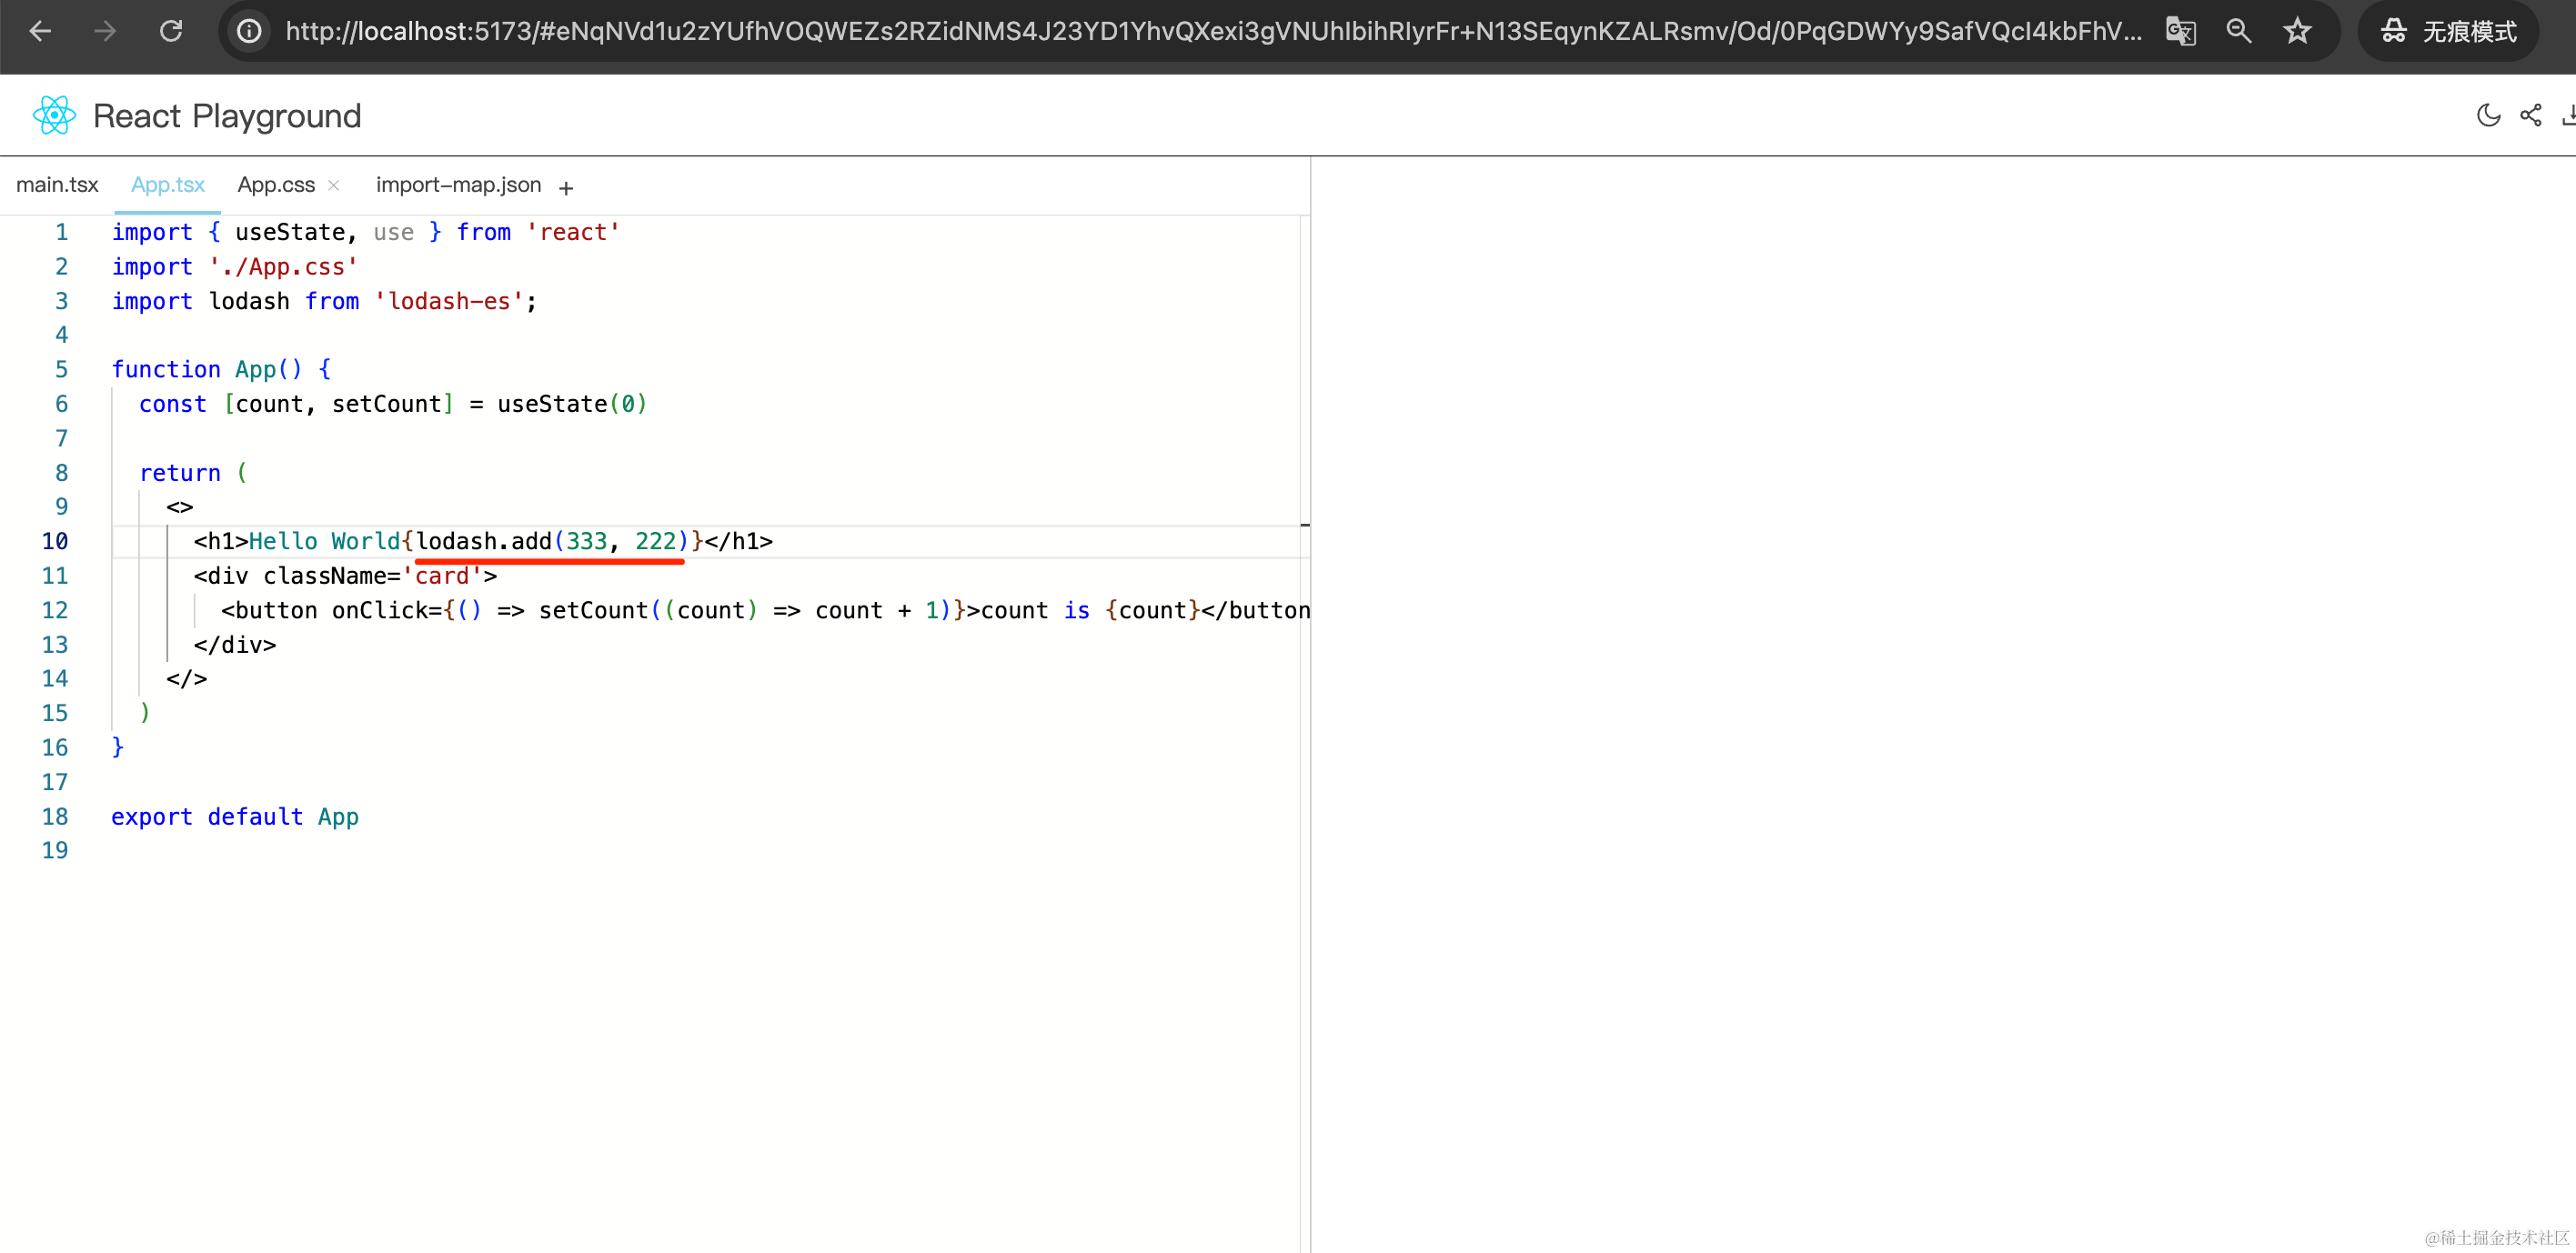 http://localhost:5173/#eNqNVd1u2zYUfhVOQWEZs2RZidNMS4J23YD1YhvQXexi3gVNUhIbihRIyrFr+N13SEqynKZALRsmv/Od/0PqGDWYy9SafVQcI4kbFhV... 无痕模式
React Playground
main.tsx App.tsx App.css × import-map.json +
1 import { useState, use } from 'react'
2 import './App.css'
3 import lodash from 'lodash-es';
4
5 function App() {
6 const [count, setCount] = useState(0)
7
8 return (
9 <>
10 <h1>Hello World{lodash.add(333, 222)}</h1>
11 <div className='card'>
12 <button onClick={() => setCount((count) => count + 1)}>count is {count}</button
13 </div>
14 </>
15 )
16 }
17
18 export default App
19
@稀土掘金技术社区